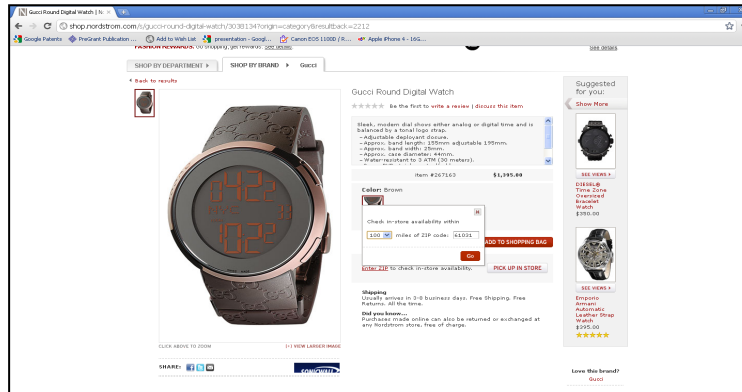 Gucci Round Digital Watch | N
shop.nordstrom.com/s/gucci-round-digital-watch/3038134?origin=category&resultback=2212
Google Patents
PreGrant Publication ...
Add to Wish List
presentation - Googl...
Canon EOS 1100D / R...
Apple iPhone 4 - 16G...
FASHION REWARDS. Go shopping, get rewards. See details
See details
SHOP BY DEPARTMENT
SHOP BY BRAND
Gucci
Back to results
Gucci Round Digital Watch
Be the first to write a review | discuss this item
Sleek, modern dial shows either analog or digital time and is
balanced by a tonal logo strap.
- Adjustable deployant closure.
- Approx. band length: 155mm adjustable 195mm.
- Approx. band width: 25mm.
- Approx. case diameter: 44mm.
- Water-resistant to 3 ATM (30 meters).
Item #267163
$1,395.00
Color: Brown
Check in-store availability within
100 miles of ZIP code: 61031
Go
ADD TO SHOPPING BAG
Enter ZIP to check in-store availability.
PICK UP IN STORE
Shipping
Usually arrives in 3-8 business days. Free Shipping. Free
Returns. All the time.
Did you know...
Purchases made online can also be returned or exchanged at
any Nordstrom store, free of charge.
NYC
CLICK ABOVE TO ZOOM
(+) VIEW LARGER IMAGE
SHARE:
SONICWALL
Suggested
for you:
Show More
SEE VIEWS
DIESEL®
Time Zone
Oversized
Bracelet
Watch
$350.00
SEE VIEWS
Emporio
Armani
Automatic
Leather Strap
Watch
$395.00
Love this brand?
Gucci